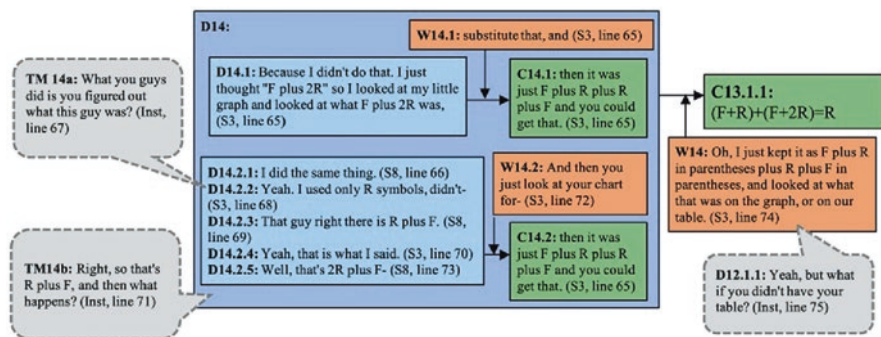 D14:
W14.1: substitute that, and (S3, line 65)
TM 14a: What you guys
did is you figured out
what this guy was? (Inst,
line 67)
D14.1: Because I didn't do that. I just
thought "F plus 2R" so I looked at my little
graph and looked at what F plus 2R was,
(S3, line 65)
C14.1: then it was
just F plus R plus R
plus F and you could
get that. (S3, line 65)
C13.1.1:
(F+R)+(F+2R)=R
D14.2.1: I did the same thing. (S8, line 66)
D14.2.2: Yeah. I used only R symbols, didn't-
(S3, line 68)
D14.2.3: That guy right there is R plus F. (S8,
line 69)
D14.2.4: Yeah, that is what I said. (S3, line 70)
D14.2.5: Well, that's 2R plus F- (S8, line 73)
W14.2: And then you
just look at your chart
for- (S3, line 72)
W14: Oh, I just kept it as F plus R
in parentheses plus R plus F in
parentheses, and looked at what
that was on the graph, or on our
table. (S3, line 74)
TM14b: Right, so that's
R plus F, and then what
happens? (Inst, line 71)
C14.2: then it was
just F plus R plus R
plus F and you could
get that. (S3, line 65)
D12.1.1: Yeah, but what
if you didn't have your
table? (Inst, line 75)